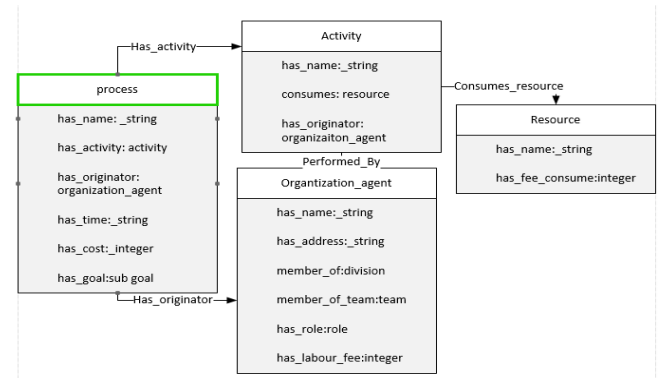 Activity
Has_activity
has_name:_string
process
consumes: resource
Consumes_resource
has_originator:
organizaiton_agent
Resource
has_name: _string
has_activity: activity
has_name:_string
Performed_By
has_originator:
organization_agent
has_fee_consume:integer
Organtization_agent
has_time:_string
has_name:_string
has_cost:_integer
has_address:_string
has_goal:sub goal
member_of:division
Has_originator
member_of_team:team
has_role:role
has_labour_fee:integer